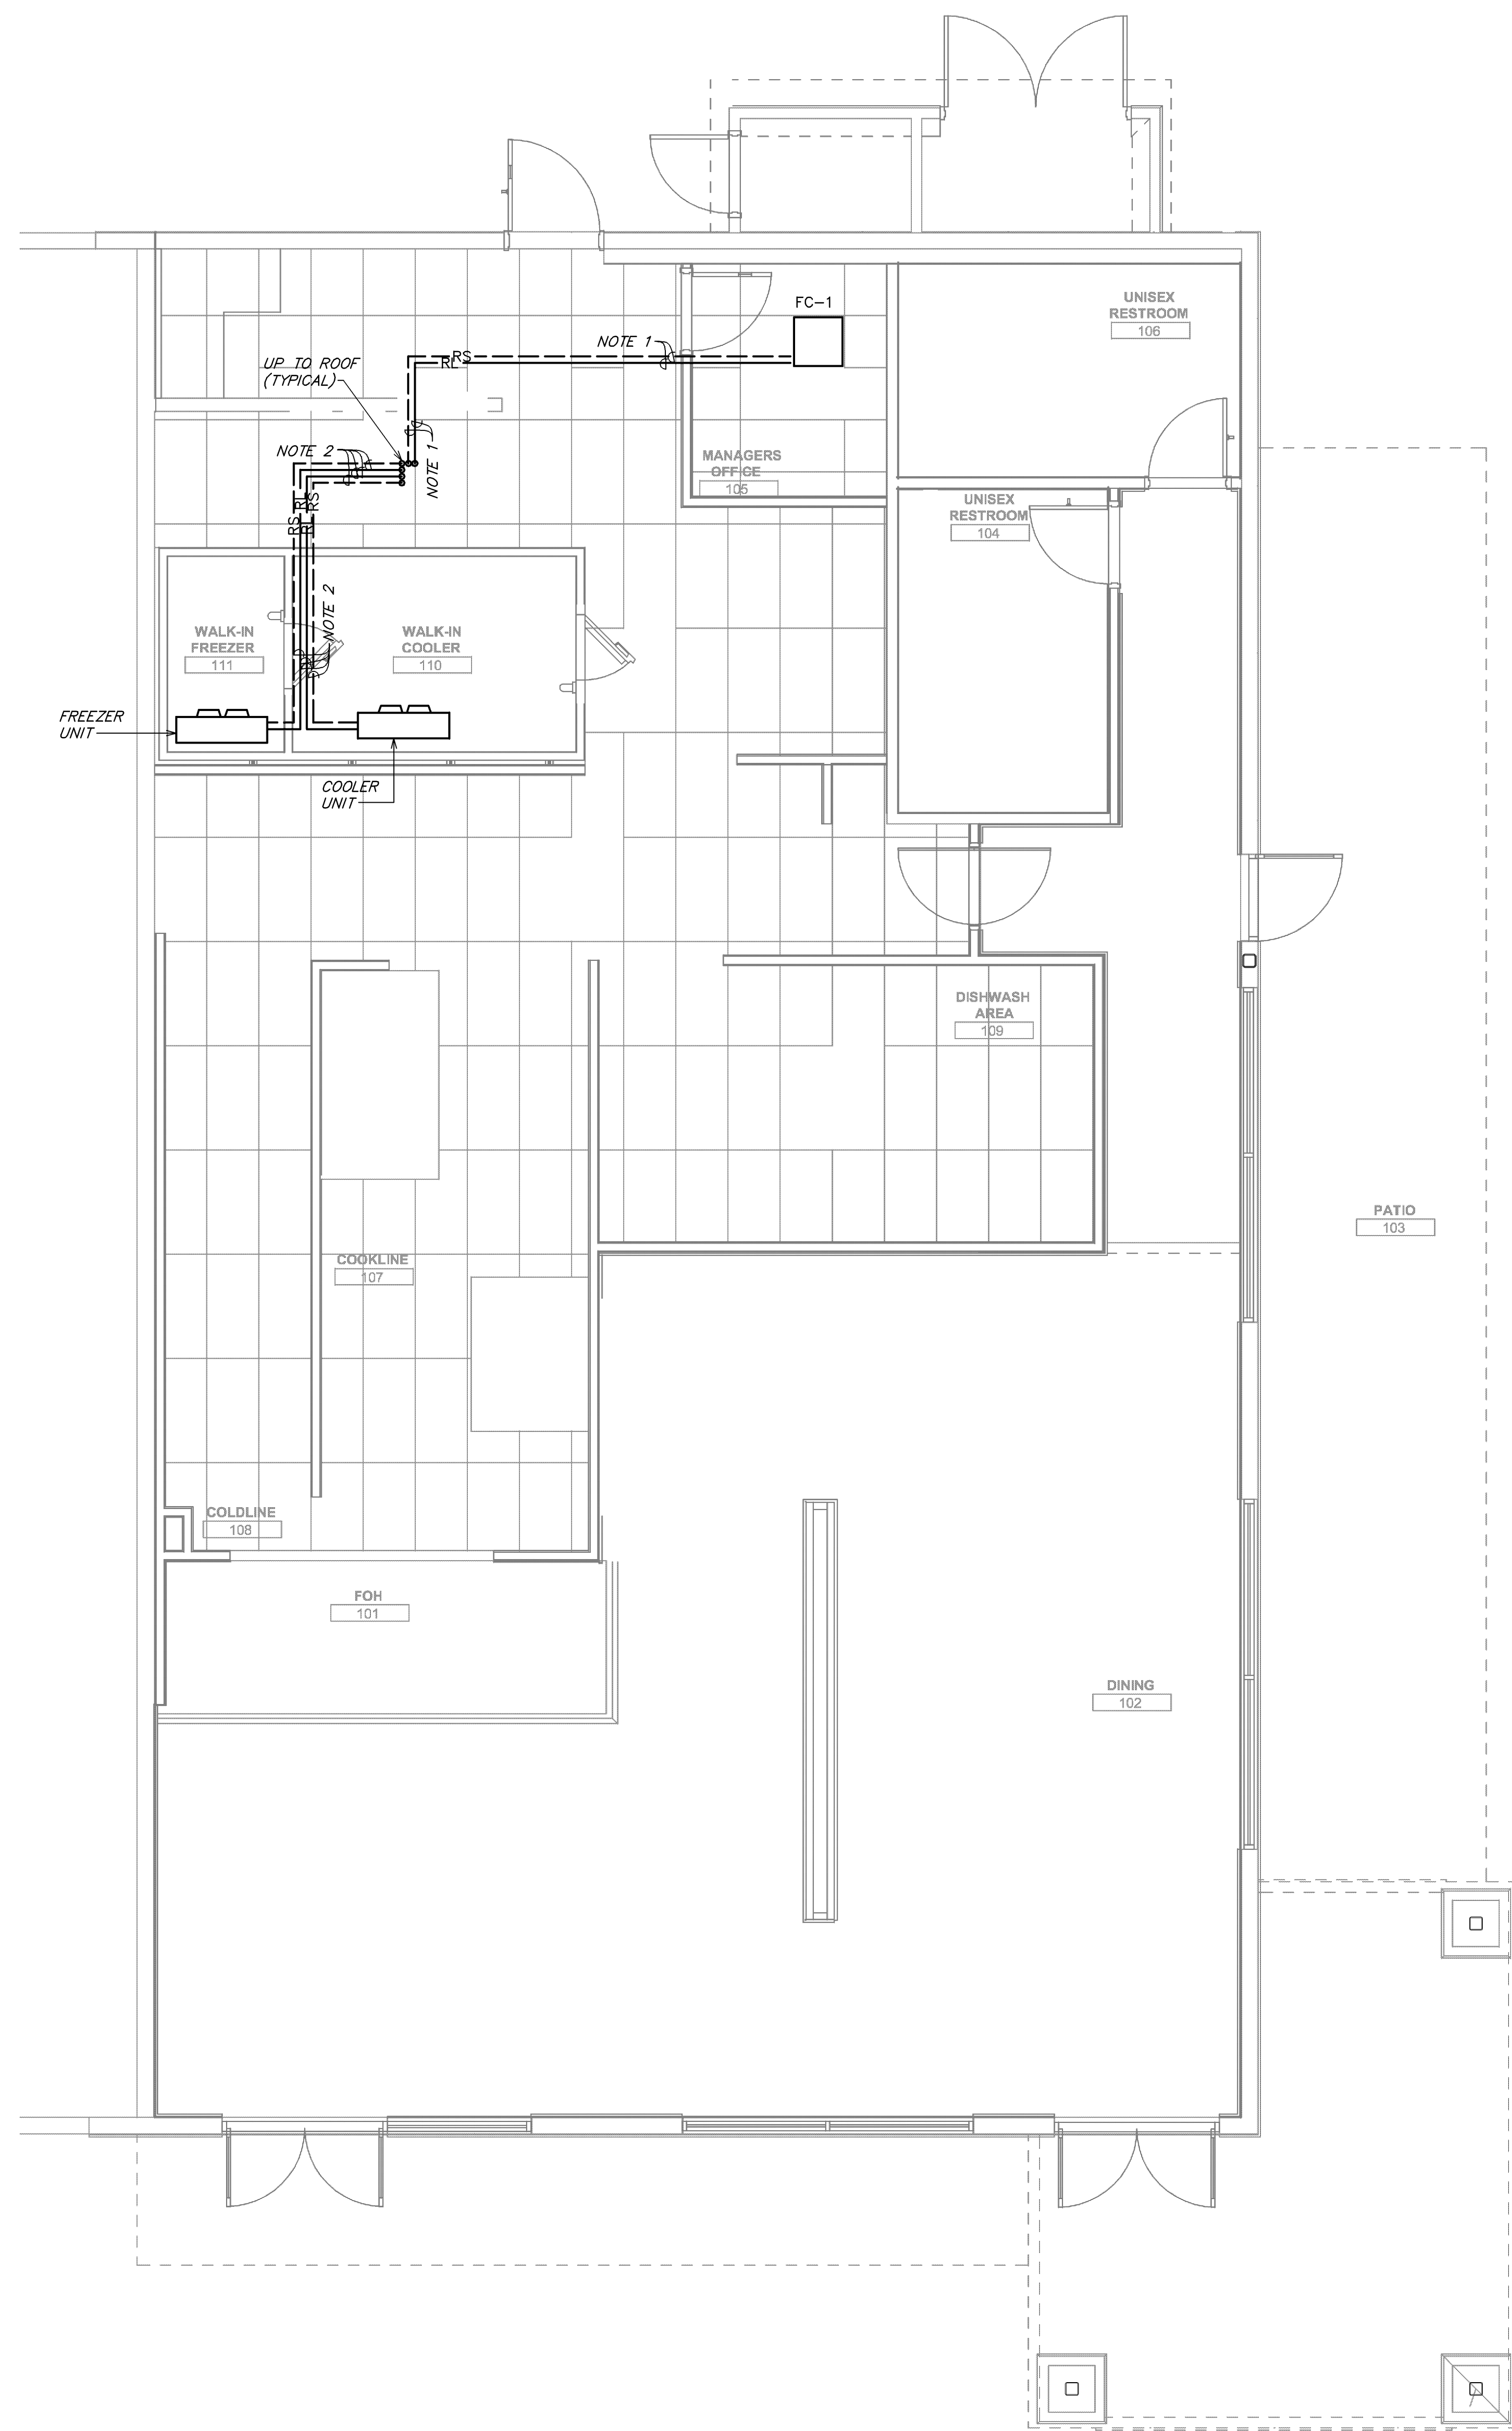 UNISEX
RESTROOM
106
FC-1
NOTE 1
RS
RL
UP TO ROOF
(TYPICAL)
NOTE 2
NOTE 1
MANAGERS
OFFICE
105
UNISEX
RESTROOM
104
RL
RS
RS
RL
NOTE 2
WALK-IN
FREEZER
111
WALK-IN
COOLER
110
FREEZER
UNIT
COOLER
UNIT
DISHWASH
AREA
109
PATIO
103
COOKLINE
107
COLDLINE
108
FOH
101
DINING
102